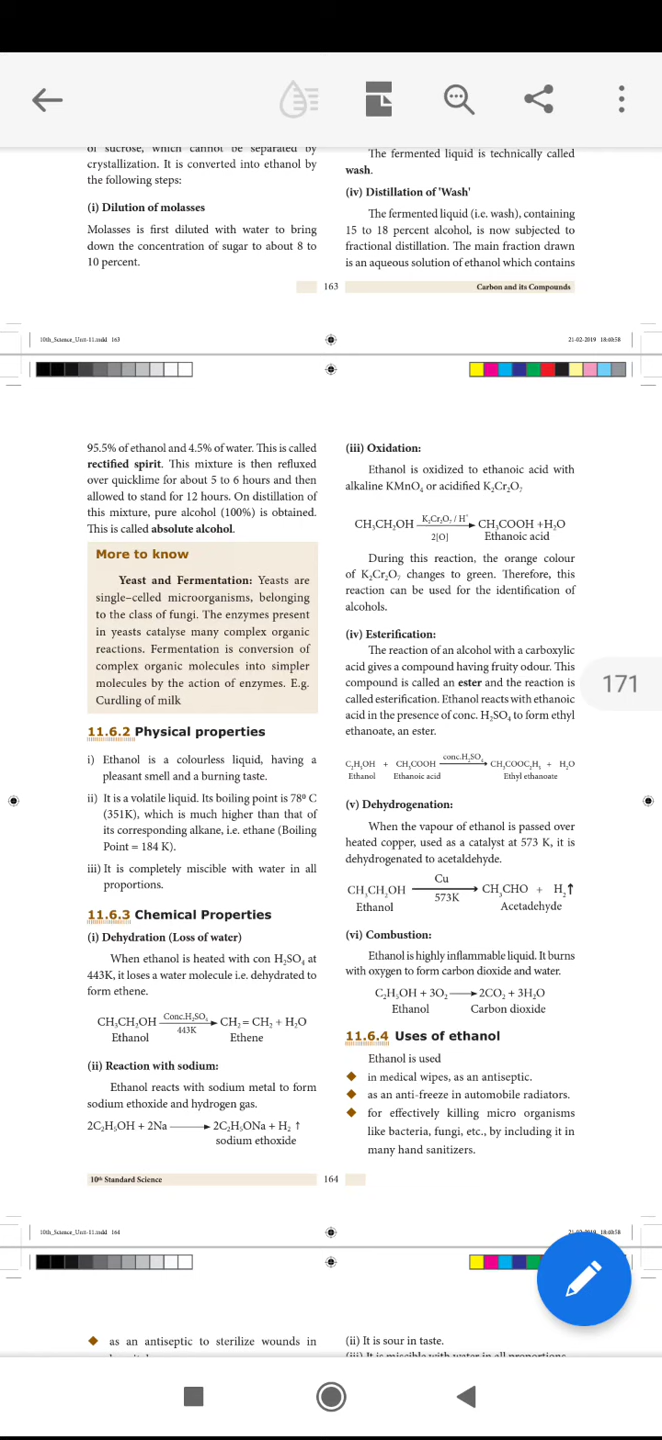 of sucrose, which cannot be separated by
crystallization. It is converted into ethanol by
the following steps:
(i) Dilution of molasses
Molasses is first diluted with water to bring
down the concentration of sugar to about 8 to
10 percent.
The fermented liquid is technically called
wash.
(iv) Distillation of 'Wash'
The fermented liquid (i.e. wash), containing
15 to 18 percent alcohol, is now subjected to
fractional distillation. The main fraction drawn
is an aqueous solution of ethanol which contains
163
Carbon and its Compounds
10th_Science_Unit-11.indd 163
21-02-2019 18:40:58
95.5% of ethanol and 4.5% of water. This is called
rectified spirit. This mixture is then refluxed
over quicklime for about 5 to 6 hours and then
allowed to stand for 12 hours. On distillation of
this mixture, pure alcohol (100%) is obtained.
This is called absolute alcohol.
More to know
Yeast and Fermentation: Yeasts are
single–celled microorganisms, belonging
to the class of fungi. The enzymes present
in yeasts catalyse many complex organic
reactions. Fermentation is conversion of
complex organic molecules into simpler
molecules by the action of enzymes. E.g.
Curdling of milk
11.6.2 Physical properties
i) Ethanol is a colourless liquid, having a
pleasant smell and a burning taste.
ii) It is a volatile liquid. Its boiling point is 78º C
(351K), which is much higher than that of
its corresponding alkane, i.e. ethane (Boiling
Point = 184 K).
iii) It is completely miscible with water in all
proportions.
11.6.3 Chemical Properties
(i) Dehydration (Loss of water)
When ethanol is heated with con H₂SO₄ at
443K, it loses a water molecule i.e. dehydrated to
form ethene.
CH₃CH₂OH Conc.H₂SO₄ 443K → CH₂ = CH₂ + H₂O
Ethanol Ethene
(ii) Reaction with sodium:
Ethanol reacts with sodium metal to form
sodium ethoxide and hydrogen gas.
2C₂H₅OH + 2Na → 2C₂H₅ONa + H₂ ↑
sodium ethoxide
(iii) Oxidation:
Ethanol is oxidized to ethanoic acid with
alkaline KMnO₄ or acidified K₂Cr₂O₇
CH₃CH₂OH K₂Cr₂O₇ / H⁺ 2[O] → CH₃COOH +H₂O
Ethanoic acid
During this reaction, the orange colour
of K₂Cr₂O₇ changes to green. Therefore, this
reaction can be used for the identification of
alcohols.
(iv) Esterification:
The reaction of an alcohol with a carboxylic
acid gives a compound having fruity odour. This
compound is called an ester and the reaction is
called esterification. Ethanol reacts with ethanoic
acid in the presence of conc. H₂SO₄ to form ethyl
ethanoate, an ester.
C₂H₅OH + CH₃COOH conc.H₂SO₄ → CH₃COOC₂H₅ + H₂O
Ethanol Ethanoic acid Ethyl ethanoate
(v) Dehydrogenation:
When the vapour of ethanol is passed over
heated copper, used as a catalyst at 573 K, it is
dehydrogenated to acetaldehyde.
CH₃CH₂OH Cu 573K → CH₃CHO + H₂↑
Ethanol Acetadehyde
(vi) Combustion:
Ethanol is highly inflammable liquid. It burns
with oxygen to form carbon dioxide and water.
C₂H₅OH + 3O₂ → 2CO₂ + 3H₂O
Ethanol Carbon dioxide
11.6.4 Uses of ethanol
Ethanol is used
◆ in medical wipes, as an antiseptic.
◆ as an anti-freeze in automobile radiators.
◆ for effectively killing micro organisms
like bacteria, fungi, etc., by including it in
many hand sanitizers.
171
10th Standard Science
164
10th_Science_Unit-11.indd 164
18:40:58
◆ as an antiseptic to sterilize wounds in
(ii) It is sour in taste.
(iii) It is miscible with water in all proportions